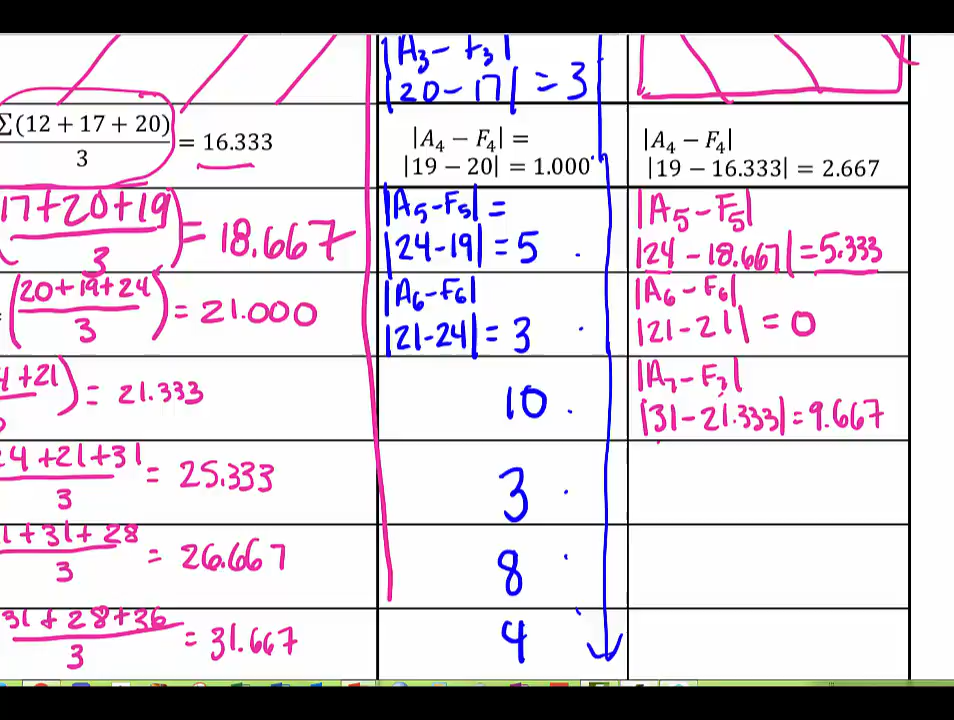 |A3 − F3|
|20 − 17| = 3
Σ(12 + 17 + 20)
3
= 16.333
|A4 − F4| =
|19 − 20| = 1.000
|A4 − F4|
|19 − 16.333| = 2.667
17+20+19)
3
= 18.667
|A5-F5| =
|24-19| = 5
|A5 - F5|
|24 - 18.667| = 5.333
= (20+19+24)
3
= 21.000
|A6-F6|
|21-24| = 3
|A6 - F6|
|21-21| = 0
4 +21)
= 21.333
10
|A7 - F7|
|31 - 21.333| = 9.667
24 +21+31
3
= 25.333
3
1 + 31 + 28
3
= 26.667
8
31 + 28 + 36
3
= 31.667
4